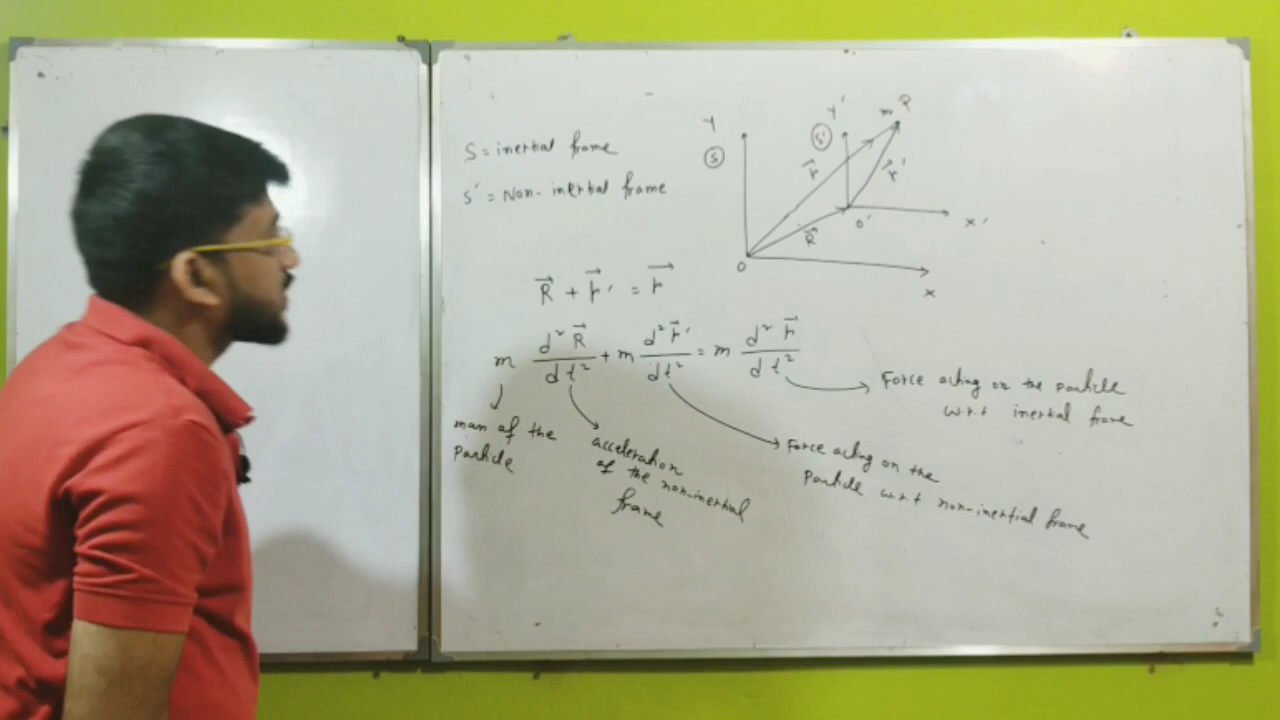 S = inertial frame
S' = Non-inertial frame
Y
S
Y'
S'
m P
r⃗
r⃗'
R⃗
O'
X'
O
X
R⃗ + r⃗' = r⃗
m d²R⃗/dt² + m d²r⃗'/dt² = m d²r⃗/dt²
mass of the
particle
acceleration
of the non-inertial
frame
Force acting on the
particle w.r.t non-inertial frame
Force acting on the particle
w.r.t inertial frame